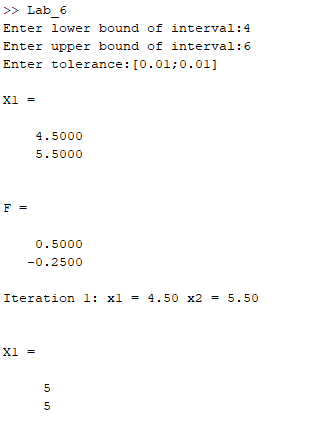 >> Lab_6
Enter lower bound of interval:4
Enter upper bound of interval:6
Enter tolerance:[0.01;0.01]
X1 =
4.5000
5.5000
F =
0.5000
-0.2500
Iteration 1: x1 = 4.50 x2 = 5.50
X1 =
5
5